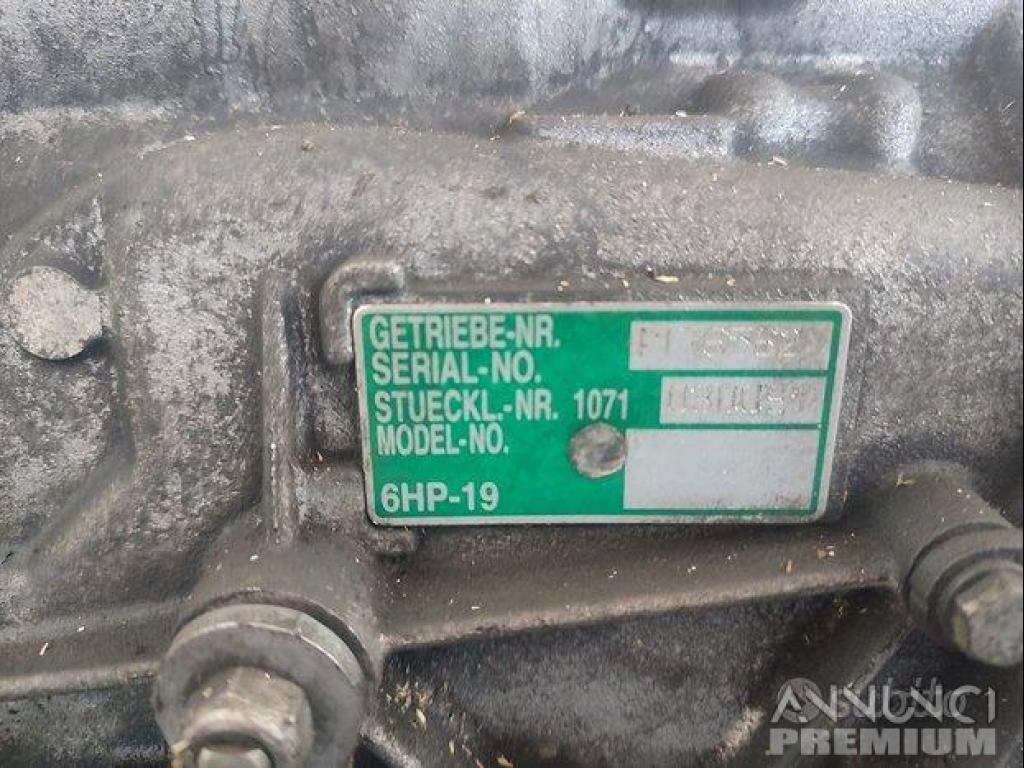 GETRIEBE-NR.
SERIAL-NO.
STUECKL.-NR. 1071
MODEL-NO.
6HP-19
ANNUNCI
PREMIUM